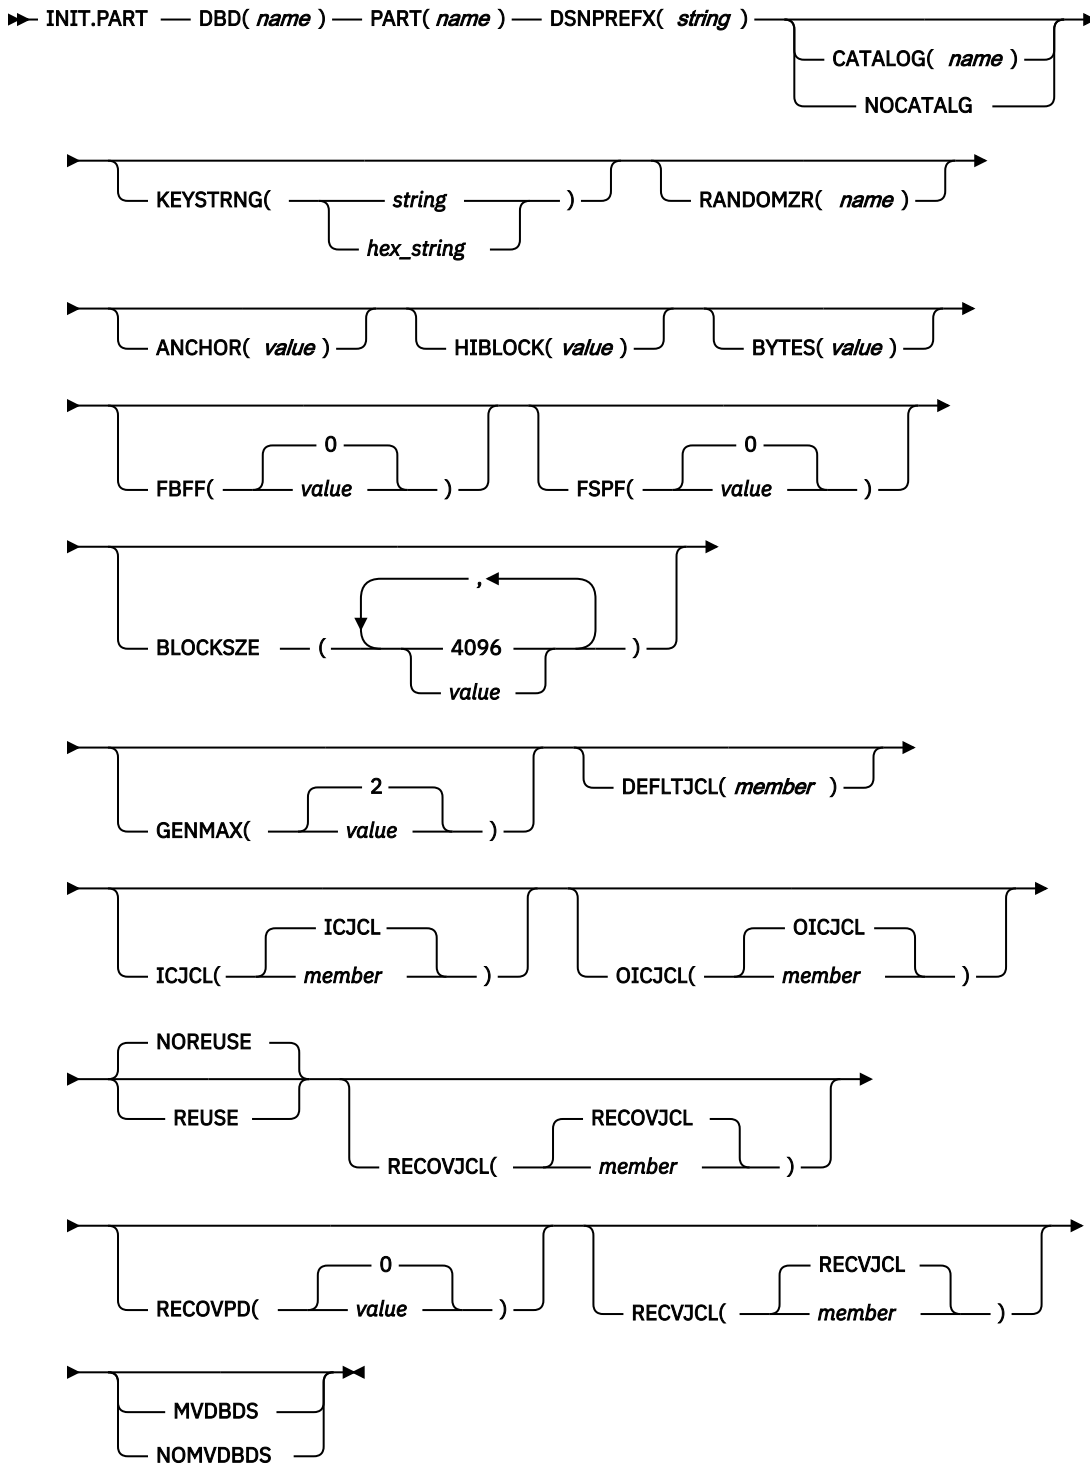 INIT.PART DBD( name ) PART( name ) DSNPREFX( string )
CATALOG( name )
NOCATALG
KEYSTRNG( string ) RANDOMZR( name )
hex_string
ANCHOR( value ) HIBLOCK( value ) BYTES( value )
0 0
FBFF( value ) FSPF( value )
,
BLOCKSZE ( 4096 )
value
2 DEFLTJCL( member )
GENMAX( value )
ICJCL OICJCL
ICJCL( member ) OICJCL( member )
NOREUSE
REUSE RECOVJCL
RECOVJCL( member )
0 RECVJCL
RECOVPD( value ) RECVJCL( member )
MVDBDS
NOMVDBDS